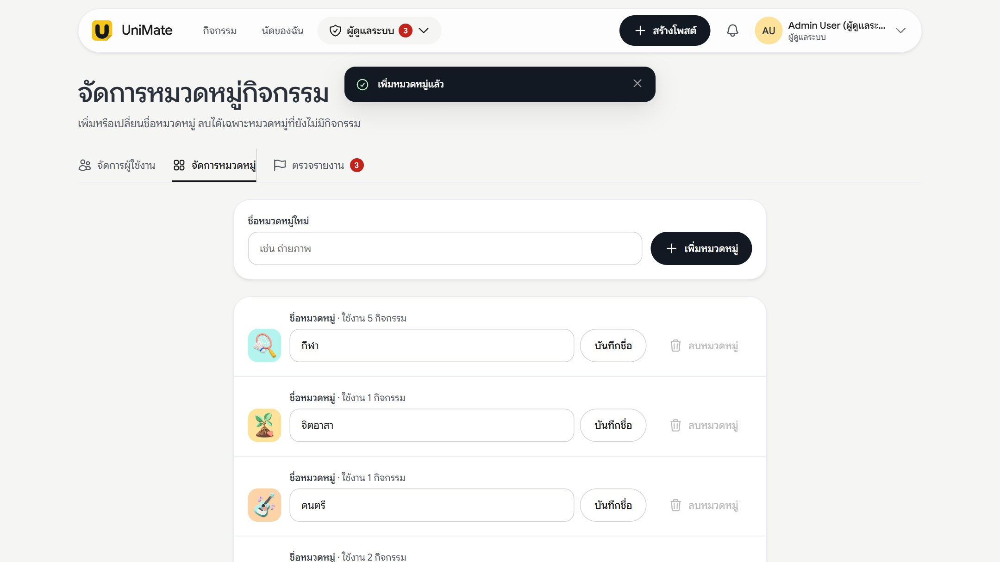 UniMate
กิจกรรม
นัดของฉัน
ผู้ดูแลระบบ 3
สร้างโพสต์
AU
Admin User (ผู้ดูแลระ...
ผู้ดูแลระบบ
เพิ่มหมวดหมู่แล้ว
จัดการหมวดหมู่กิจกรรม
เพิ่มหรือเปลี่ยนชื่อหมวดหมู่ ลบได้เฉพาะหมวดหมู่ที่ยังไม่มีกิจกรรม
จัดการผู้ใช้งาน
จัดการหมวดหมู่
ตรวจรายงาน 3
ชื่อหมวดหมู่ใหม่
เช่น ถ่ายภาพ
เพิ่มหมวดหมู่
ชื่อหมวดหมู่ · ใช้งาน 5 กิจกรรม
กีฬา
บันทึกชื่อ
ลบหมวดหมู่
ชื่อหมวดหมู่ · ใช้งาน 1 กิจกรรม
จิตอาสา
บันทึกชื่อ
ลบหมวดหมู่
ชื่อหมวดหมู่ · ใช้งาน 1 กิจกรรม
ดนตรี
บันทึกชื่อ
ลบหมวดหมู่
ชื่อหมวดหมู่ · ใช้งาน 2 กิจกรรม